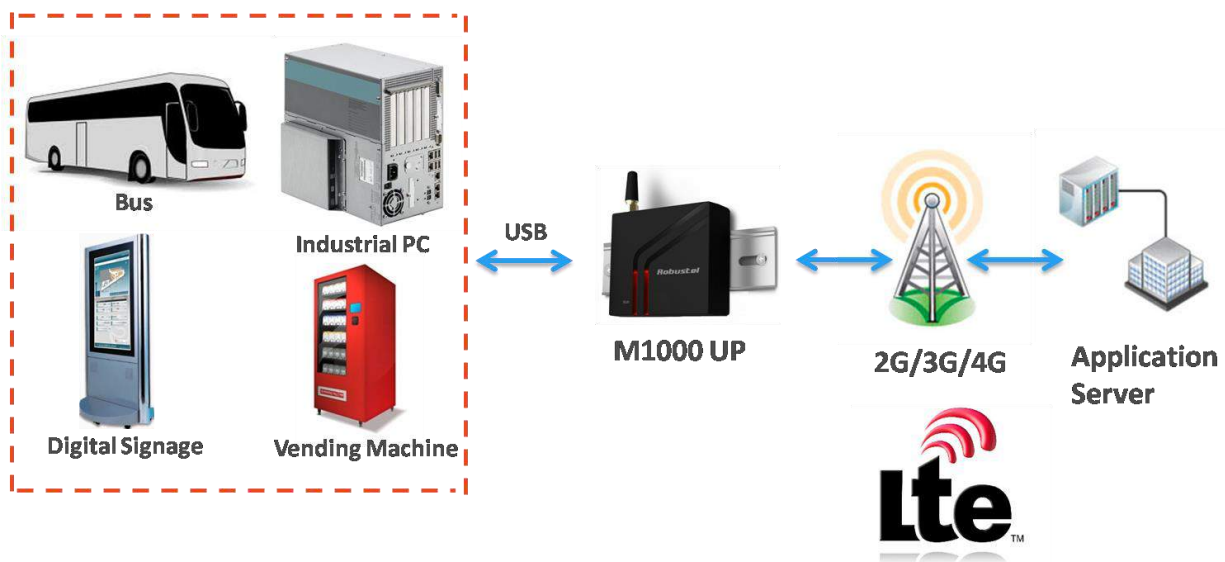 Bus
Industrial PC
Digital Signage
Vending Machine
USB
Robustel
M1000 UP
2G/3G/4G
Application
Server
Lte
TM